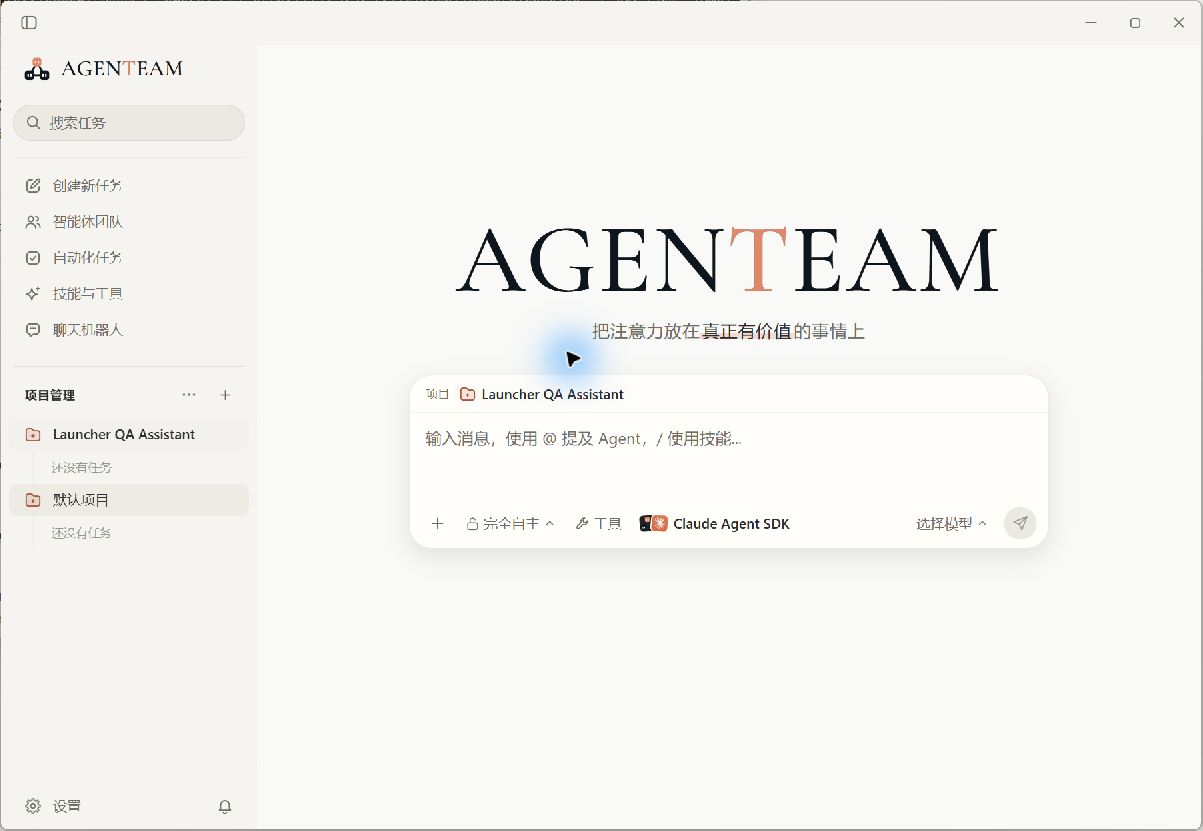 AGENTEAM
搜索任务
创建新任务
智能体团队
自动化任务
技能与工具
聊天机器人
项目管理
Launcher QA Assistant
还没有任务
默认项目
还没有任务
设置
AGENTEAM
把注意力放在真正有价值的事情上
项目 Launcher QA Assistant
输入消息，使用 @ 提及 Agent，/ 使用技能...
完全自主 工具 Claude Agent SDK 选择模型